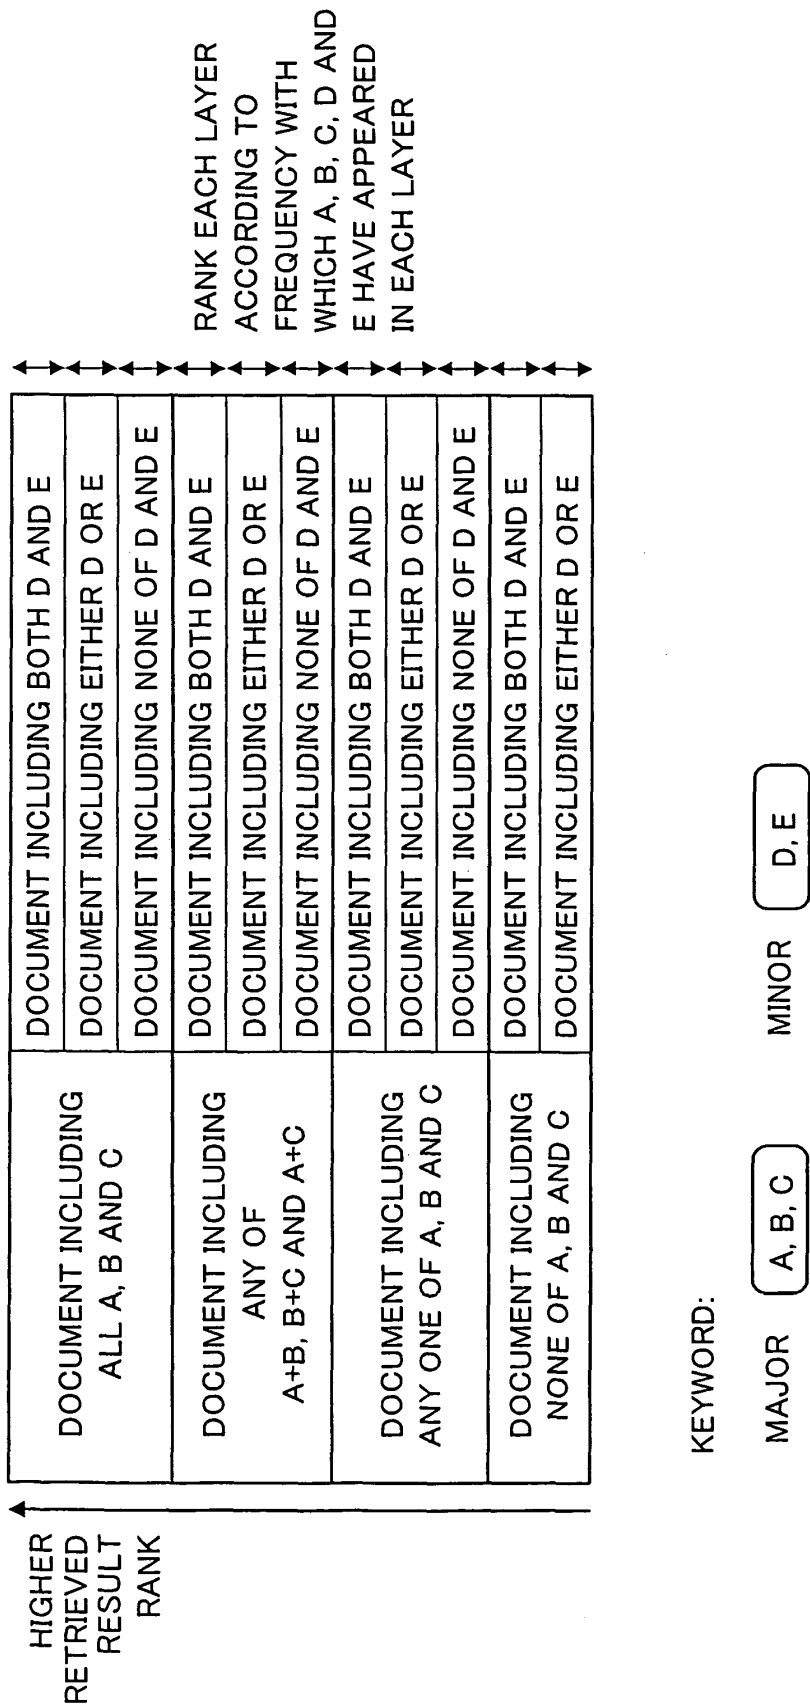 HIGHER
RETRIEVED
RESULT
RANK
DOCUMENT INCLUDING
ALL A, B AND C
DOCUMENT INCLUDING BOTH D AND E
DOCUMENT INCLUDING EITHER D OR E
DOCUMENT INCLUDING NONE OF D AND E
DOCUMENT INCLUDING
ANY OF
A+B, B+C AND A+C
DOCUMENT INCLUDING BOTH D AND E
DOCUMENT INCLUDING EITHER D OR E
DOCUMENT INCLUDING NONE OF D AND E
DOCUMENT INCLUDING
ANY ONE OF A, B AND C
DOCUMENT INCLUDING BOTH D AND E
DOCUMENT INCLUDING EITHER D OR E
DOCUMENT INCLUDING NONE OF D AND E
DOCUMENT INCLUDING
NONE OF A, B AND C
DOCUMENT INCLUDING BOTH D AND E
DOCUMENT INCLUDING EITHER D OR E
RANK EACH LAYER
ACCORDING TO
FREQUENCY WITH
WHICH A, B, C, D AND
E HAVE APPEARED
IN EACH LAYER
KEYWORD:
MAJOR A, B, C MINOR D, E